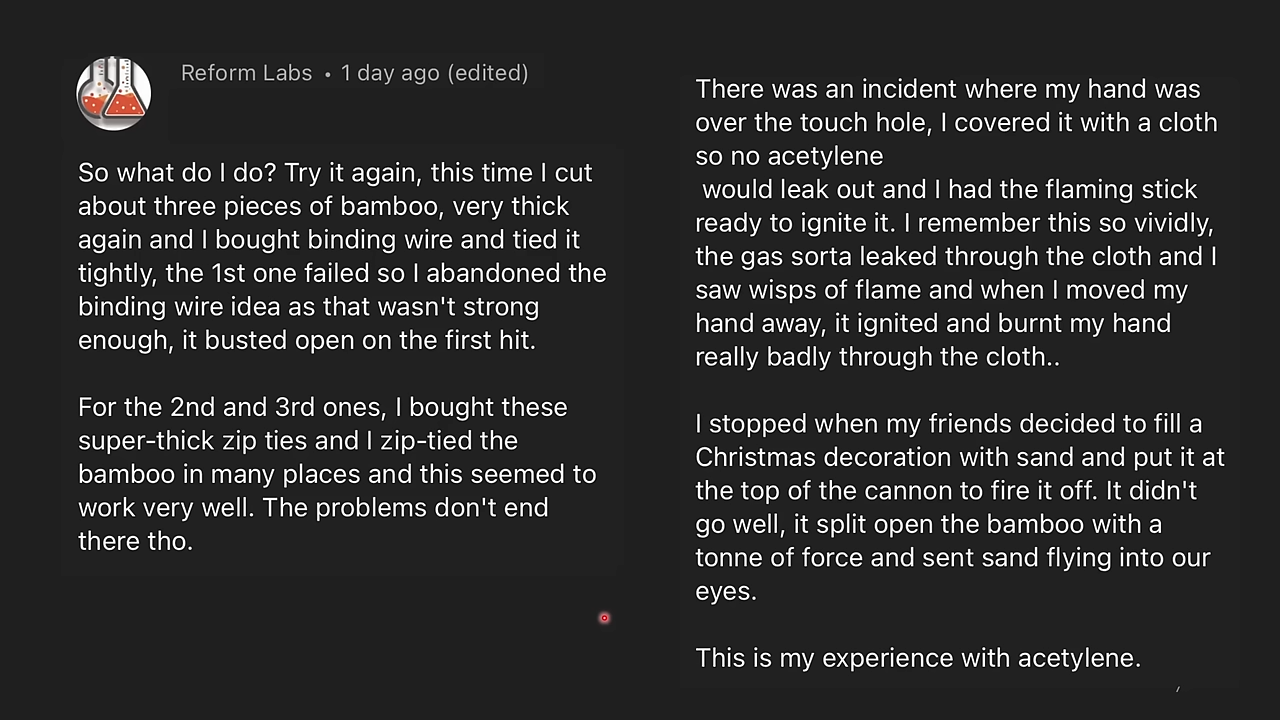 Reform Labs • 1 day ago (edited)
So what do I do? Try it again, this time I cut
about three pieces of bamboo, very thick
again and I bought binding wire and tied it
tightly, the 1st one failed so I abandoned the
binding wire idea as that wasn't strong
enough, it busted open on the first hit.
For the 2nd and 3rd ones, I bought these
super-thick zip ties and I zip-tied the
bamboo in many places and this seemed to
work very well. The problems don't end
there tho.
There was an incident where my hand was
over the touch hole, I covered it with a cloth
so no acetylene
would leak out and I had the flaming stick
ready to ignite it. I remember this so vividly,
the gas sorta leaked through the cloth and I
saw wisps of flame and when I moved my
hand away, it ignited and burnt my hand
really badly through the cloth..
I stopped when my friends decided to fill a
Christmas decoration with sand and put it at
the top of the cannon to fire it off. It didn't
go well, it split open the bamboo with a
tonne of force and sent sand flying into our
eyes.
This is my experience with acetylene.